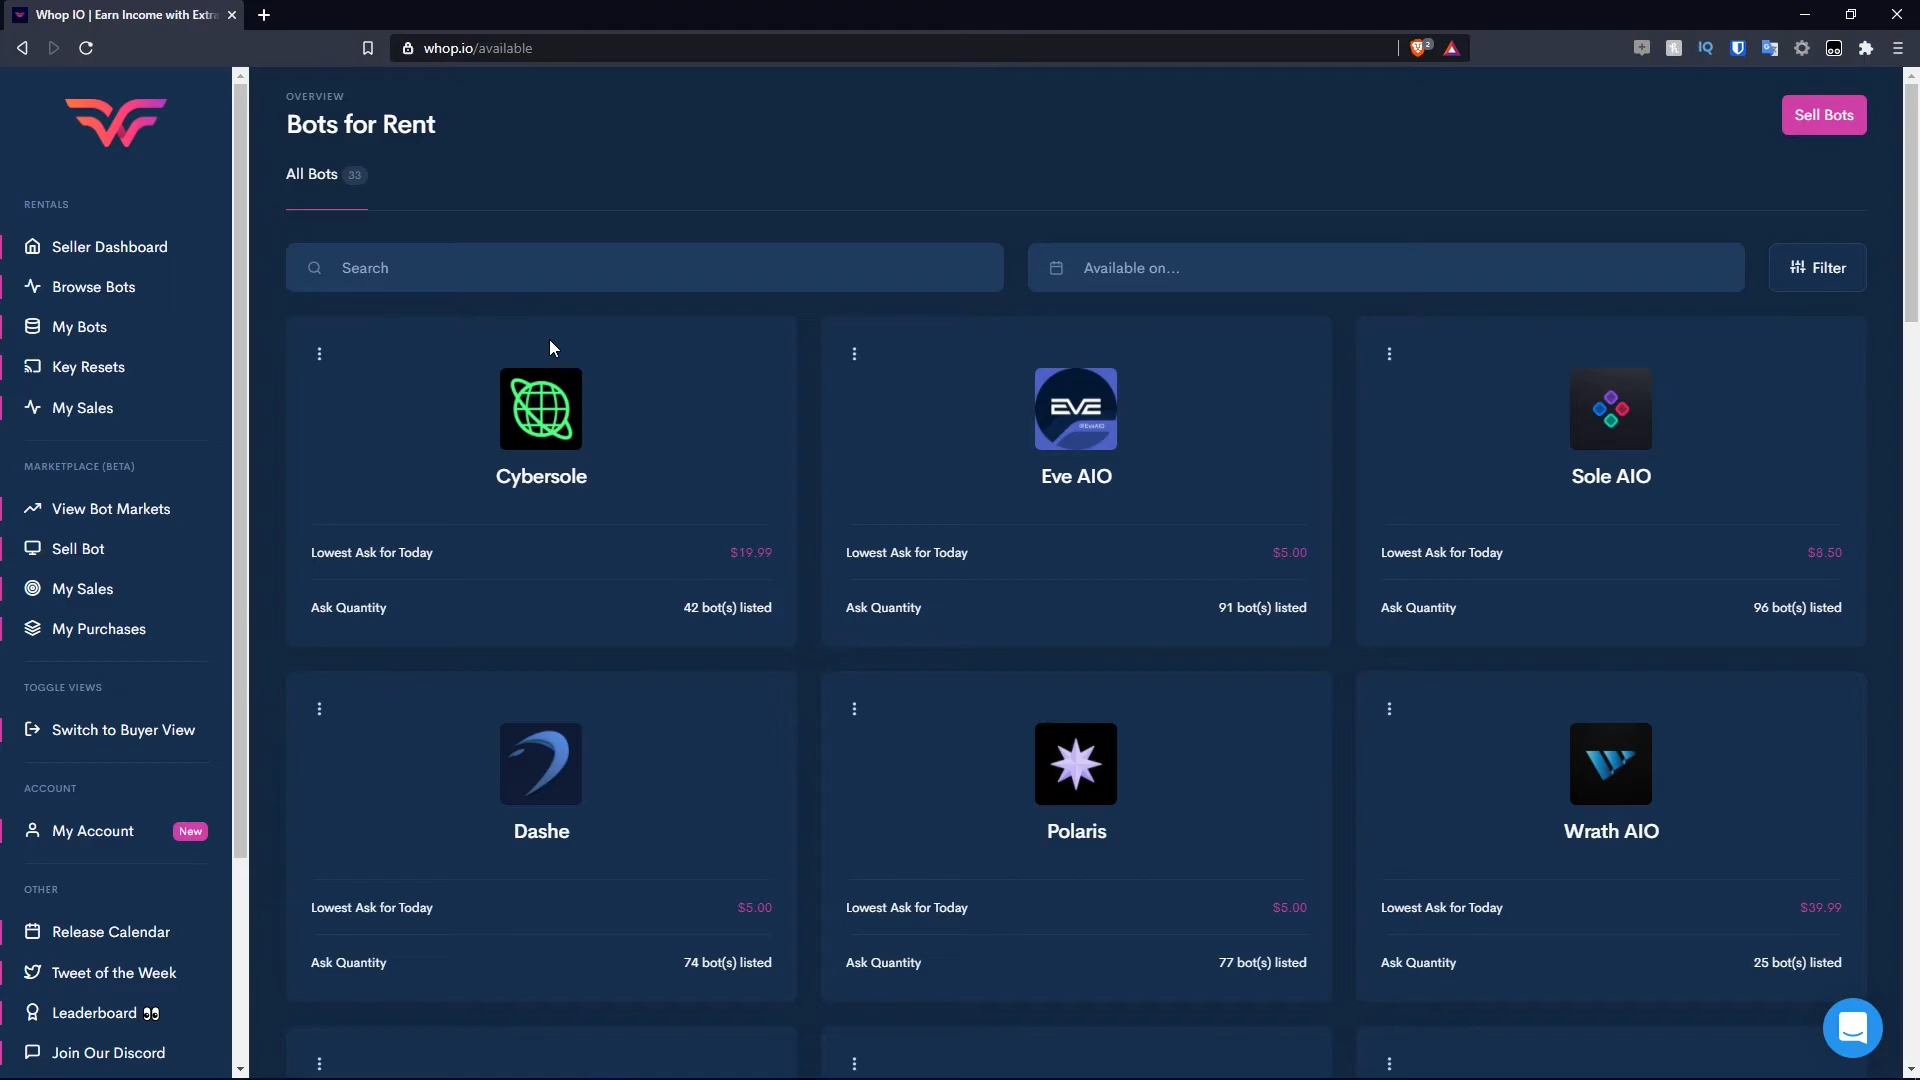 Whop IO | Earn Income with Extra
whop.io/available
2
IQ
RENTALS
Seller Dashboard
Browse Bots
My Bots
Key Resets
My Sales
MARKETPLACE (BETA)
View Bot Markets
Sell Bot
My Sales
My Purchases
TOGGLE VIEWS
Switch to Buyer View
ACCOUNT
My Account New
OTHER
Release Calendar
Tweet of the Week
Leaderboard 👀
Join Our Discord
OVERVIEW
Bots for Rent
Sell Bots
All Bots 33
Search
Available on...
Filter
Cybersole
Lowest Ask for Today $19.99
Ask Quantity 42 bot(s) listed
EVE
@EveAIO
Eve AIO
Lowest Ask for Today $5.00
Ask Quantity 91 bot(s) listed
Sole AIO
Lowest Ask for Today $8.50
Ask Quantity 96 bot(s) listed
Dashe
Lowest Ask for Today $5.00
Ask Quantity 74 bot(s) listed
Polaris
Lowest Ask for Today $5.00
Ask Quantity 77 bot(s) listed
Wrath AIO
Lowest Ask for Today $39.99
Ask Quantity 25 bot(s) listed